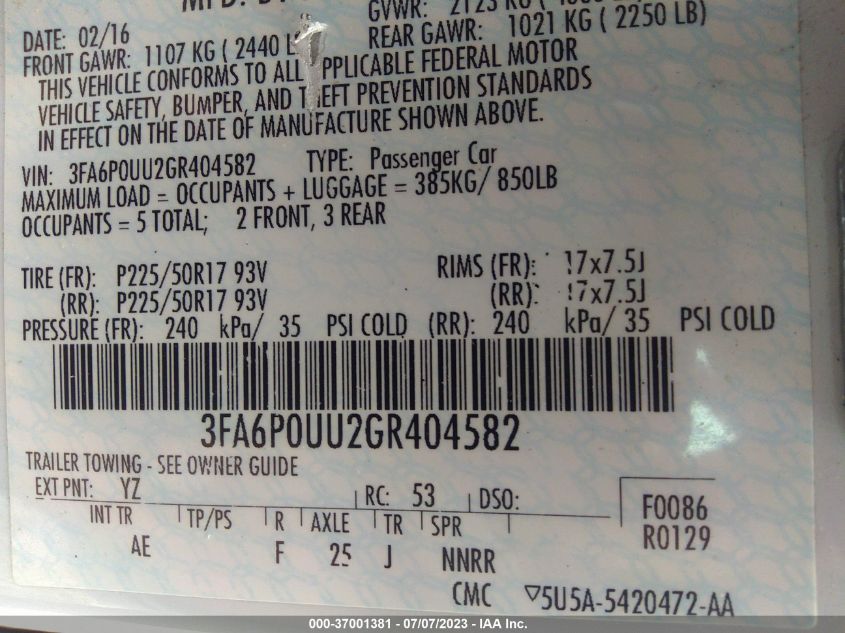 MFD. BY
GVWR: 2123 KG
DATE: 02/16
FRONT GAWR: 1107 KG ( 2440 L REAR GAWR: 1021 KG ( 2250 LB)
THIS VEHICLE CONFORMS TO ALL PPLICABLE FEDERAL MOTOR
VEHICLE SAFETY, BUMPER, AND THEFT PREVENTION STANDARDS
IN EFFECT ON THE DATE OF MANUFACTURE SHOWN ABOVE.
VIN: 3FA6P0UU2GR404582 TYPE: Passenger Car
MAXIMUM LOAD = OCCUPANTS + LUGGAGE = 385KG/ 850LB
OCCUPANTS = 5 TOTAL; 2 FRONT, 3 REAR
TIRE (FR): P225/50R17 93V RIMS (FR): 17x7.5J
(RR): P225/50R17 93V (RR): 17x7.5J
PRESSURE (FR): 240 kPa/ 35 PSI COLD (RR): 240 kPa/ 35 PSI COLD
3FA6P0UU2GR404582
TRAILER TOWING - SEE OWNER GUIDE
EXT PNT: YZ RC: 53 DSO:
INT TR TP/PS R AXLE TR SPR
AE F 25 J NNRR
F0086
R0129
CMC ▽5U5A-5420472-AA
000-37001381 - 07/07/2023 - IAA Inc.